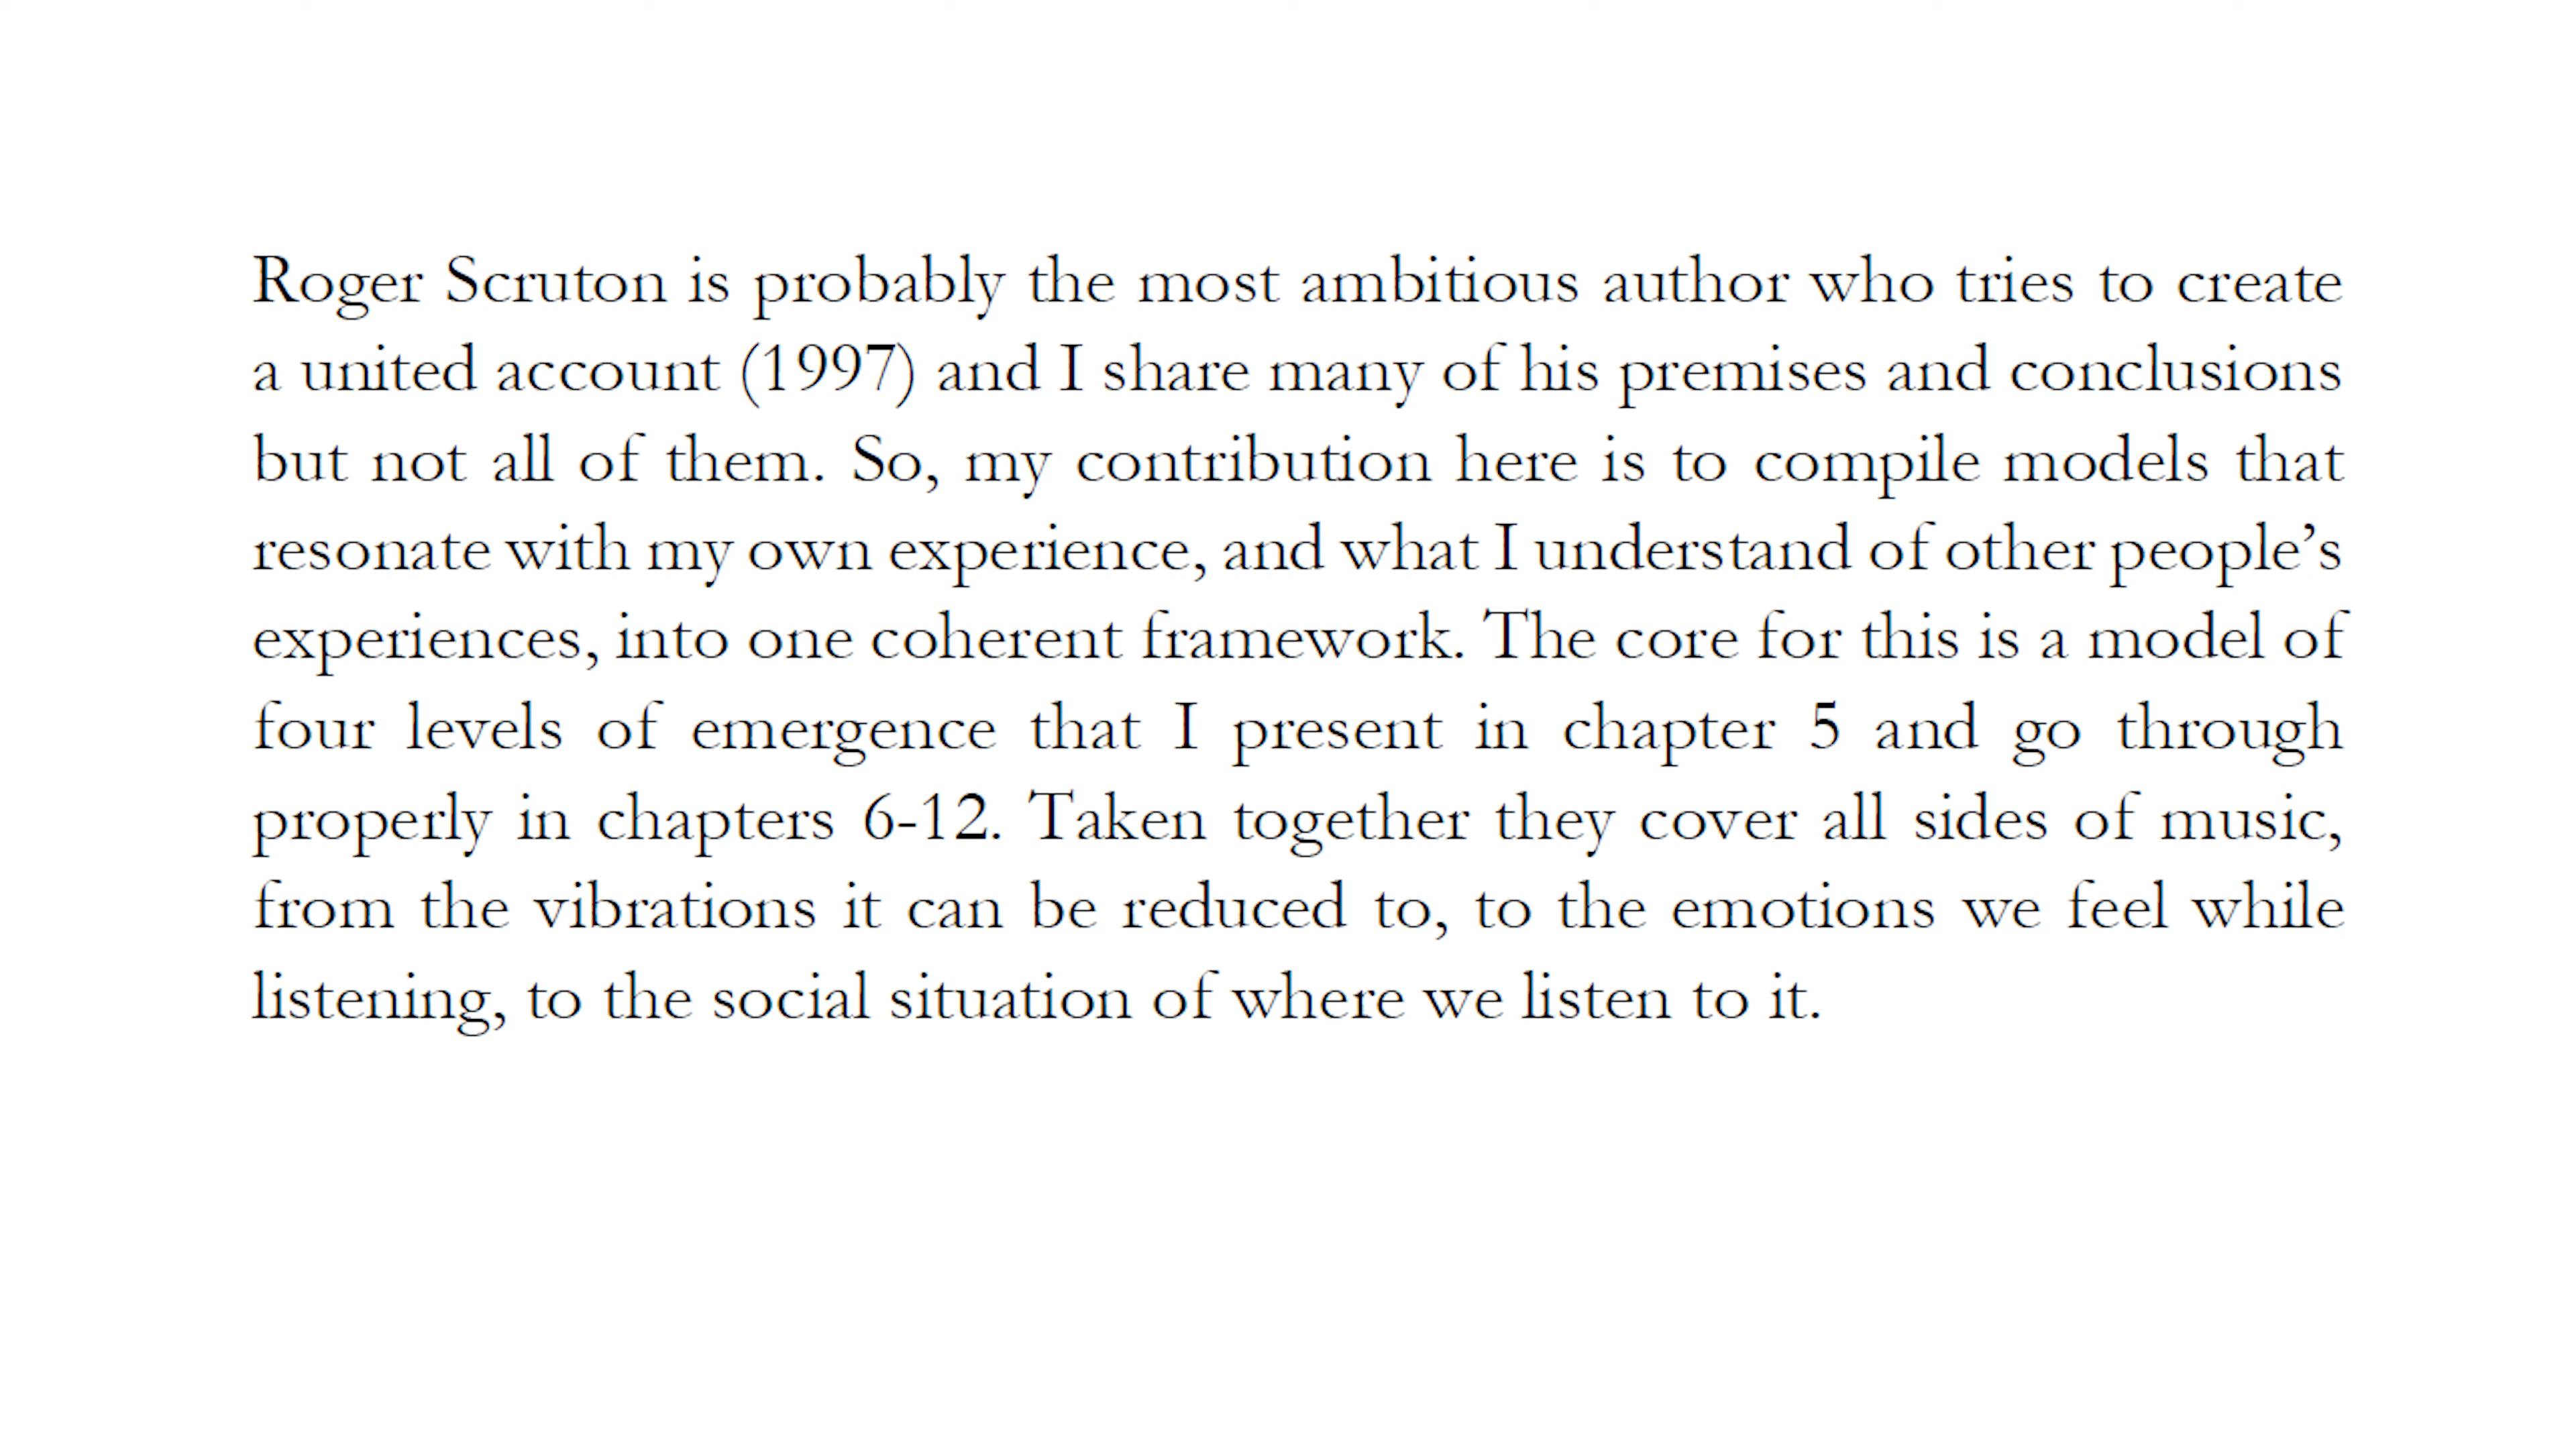 Roger Scruton is probably the most ambitious author who tries to create
a united account (1997) and I share many of his premises and conclusions
but not all of them. So, my contribution here is to compile models that
resonate with my own experience, and what I understand of other people’s
experiences, into one coherent framework. The core for this is a model of
four levels of emergence that I present in chapter 5 and go through
properly in chapters 6-12. Taken together they cover all sides of music,
from the vibrations it can be reduced to, to the emotions we feel while
listening, to the social situation of where we listen to it.